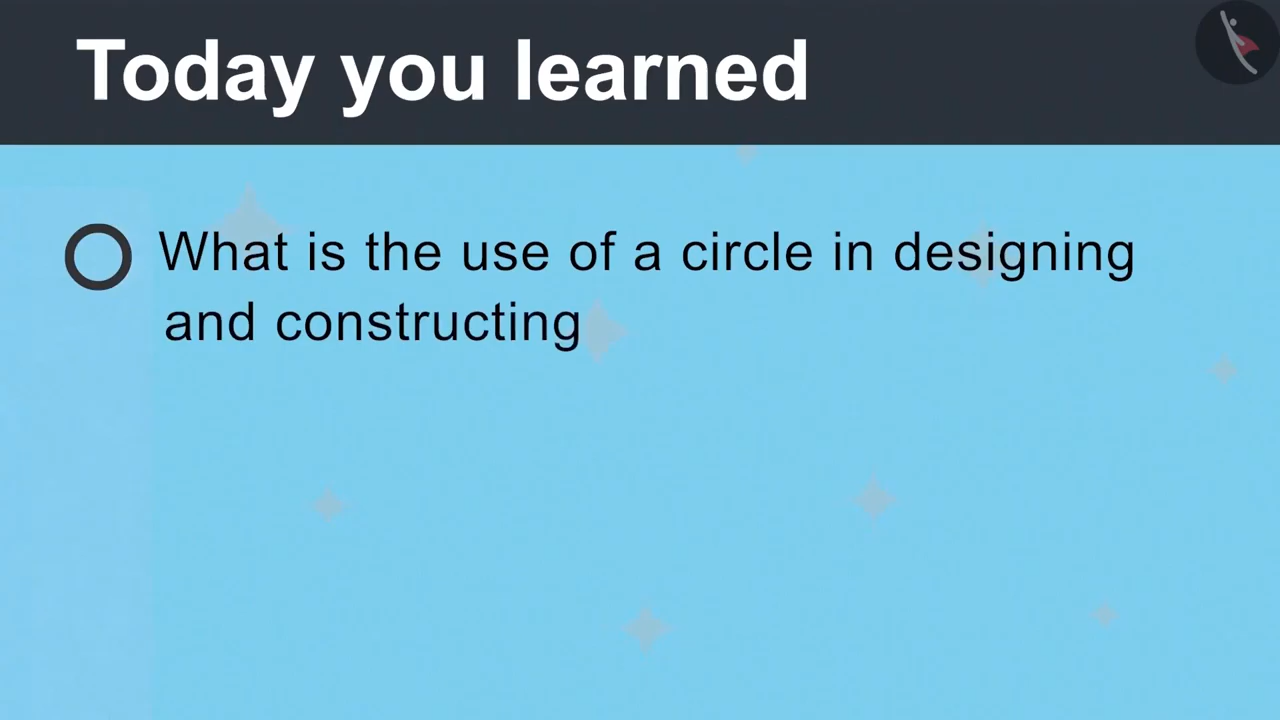 Today you learned
What is the use of a circle in designing
and constructing